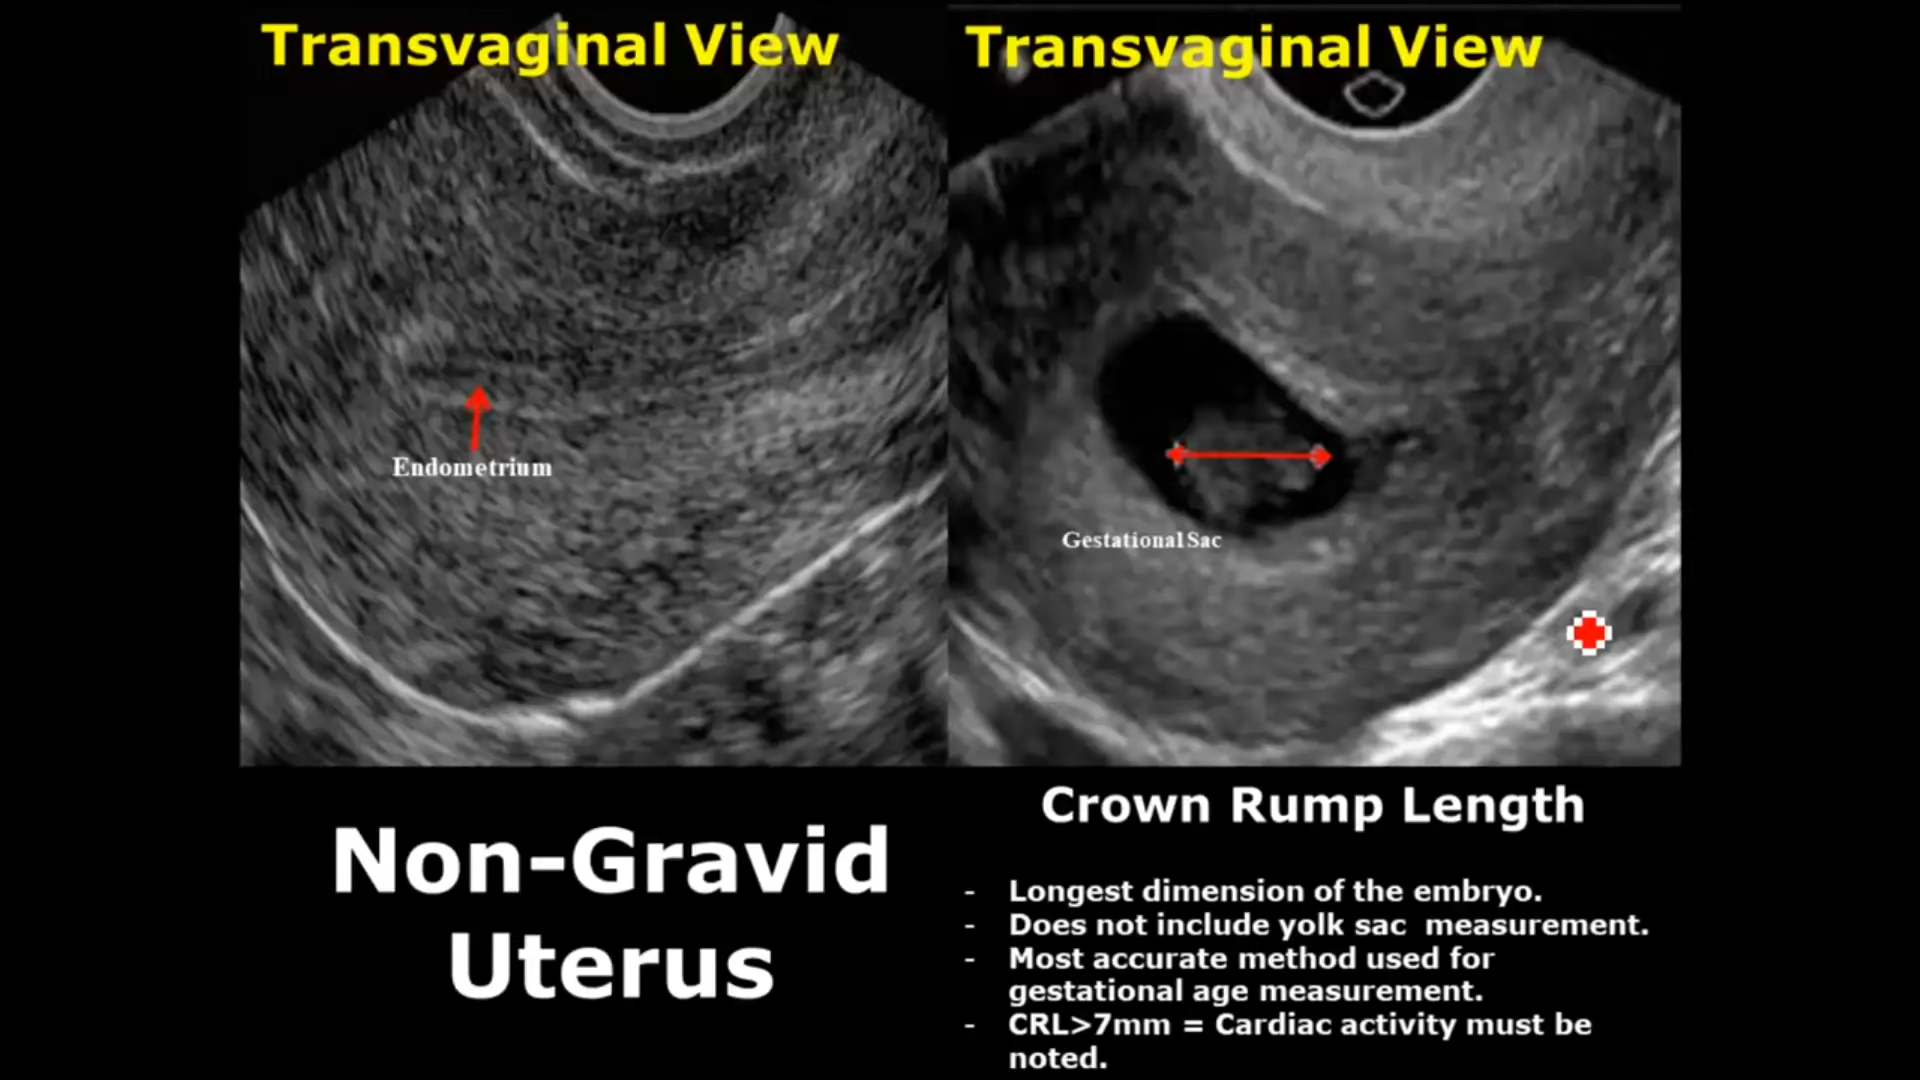 Transvaginal View
Endometrium
Non-Gravid
Uterus
Transvaginal View
Gestational Sac
Crown Rump Length
- Longest dimension of the embryo.
- Does not include yolk sac measurement.
- Most accurate method used for
gestational age measurement.
- CRL>7mm = Cardiac activity must be
noted.